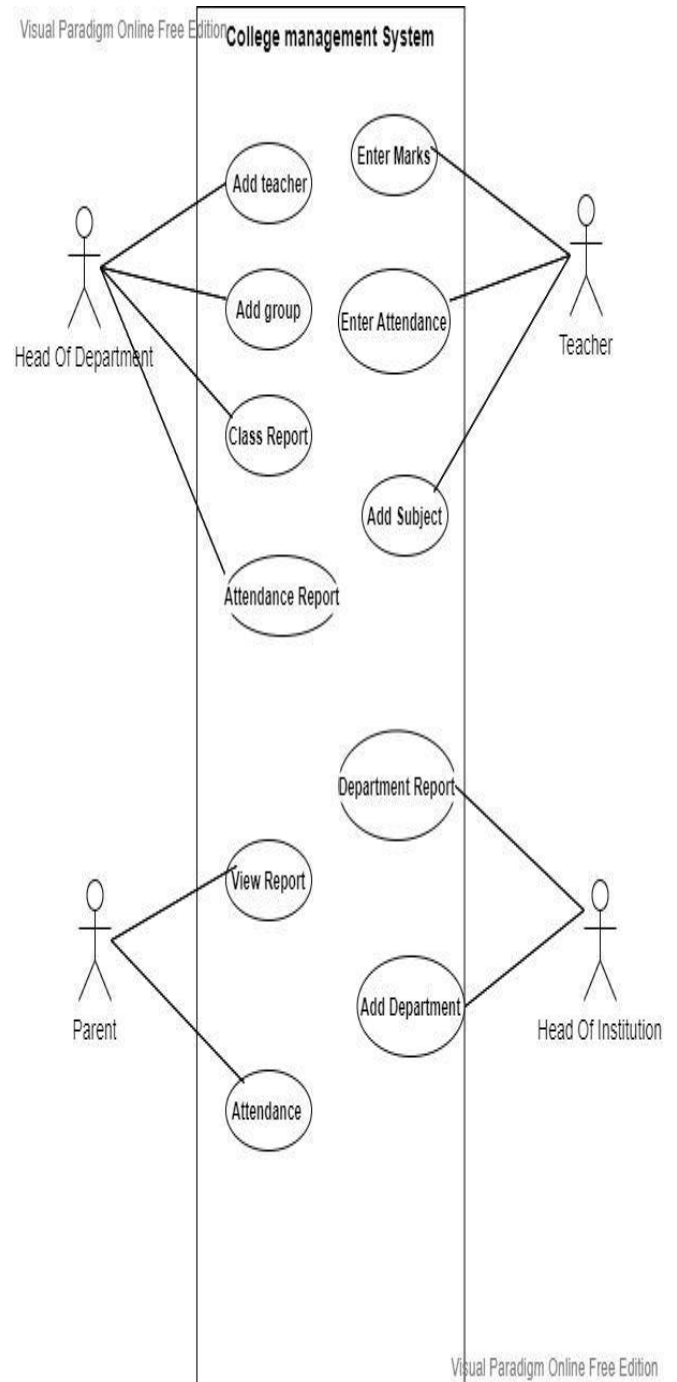 Visual Paradigm Online Free Edition
College management System
Enter Marks
Add teacher
Add group
Enter Attendance
Head Of Department
Teacher
Class Report
Add Subject
Attendance Report
Department Report
View Report
Add Department
Parent
Head Of Institution
Attendance
Visual Paradigm Online Free Edition